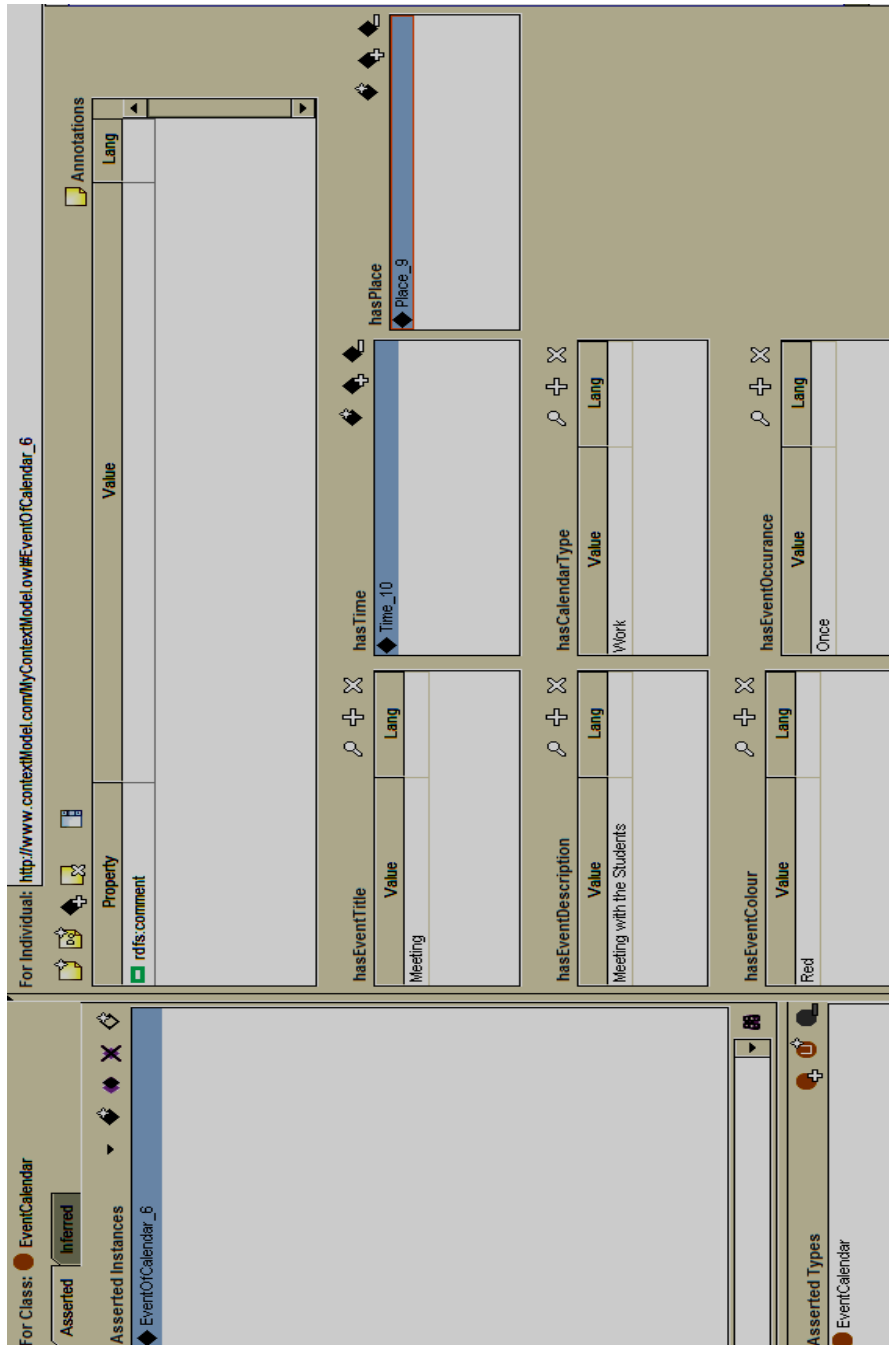 For Class: EventCalendar
Asserted Inferred
Asserted Instances
EventOfCalendar_6
Asserted Types
EventCalendar
For Individual: http://www.contextModel.com/MyContextModel.owl#EventOfCalendar_6
Annotations
Property Value Lang
rdfs:comment
hasEventTitle
Value Lang
Meeting
hasTime
Time_10
hasPlace
Place_9
hasEventDescription
Value Lang
Meeting with the Students
hasCalendarType
Value Lang
Work
hasEventColour
Value Lang
Red
hasEventOccurance
Value Lang
Once